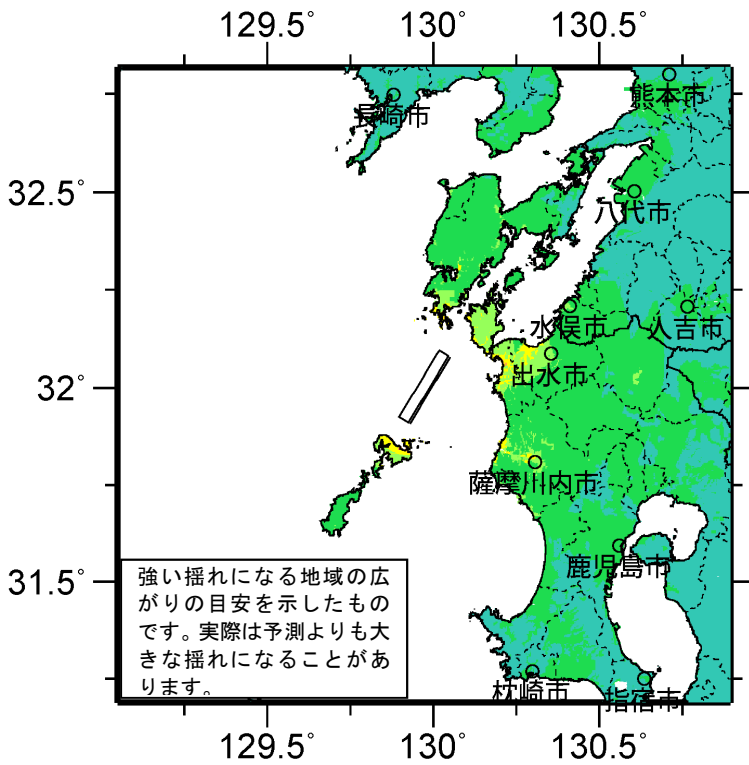 129.5° 130° 130.5°
長崎市
熊本市
32.5°
八代市
水俣市
人吉市
出水市
32°
薩摩川内市
鹿児島市
31.5°
強い揺れになる地域の広
がりの目安を示したもの
です。実際は予測よりも大
きな揺れになることがあ
ります。
枕崎市
指宿市
129.5° 130° 130.5°